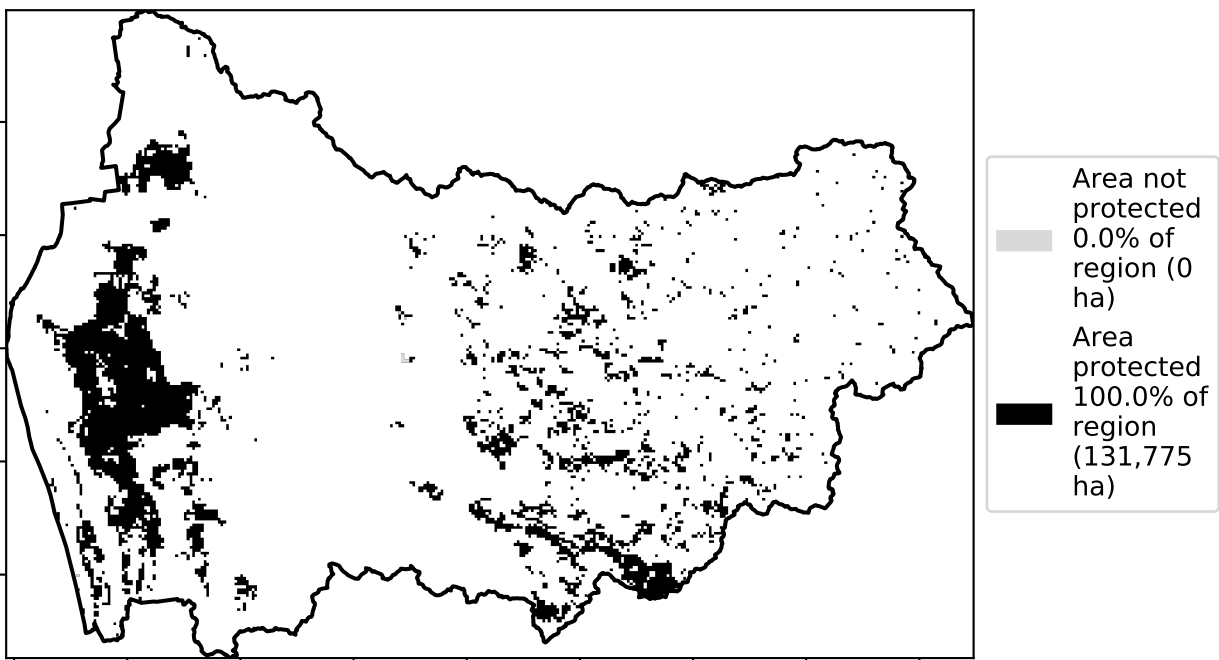 Area not
protected
0.0% of
region (0
ha)
Area
protected
100.0% of
region
(131,775
ha)